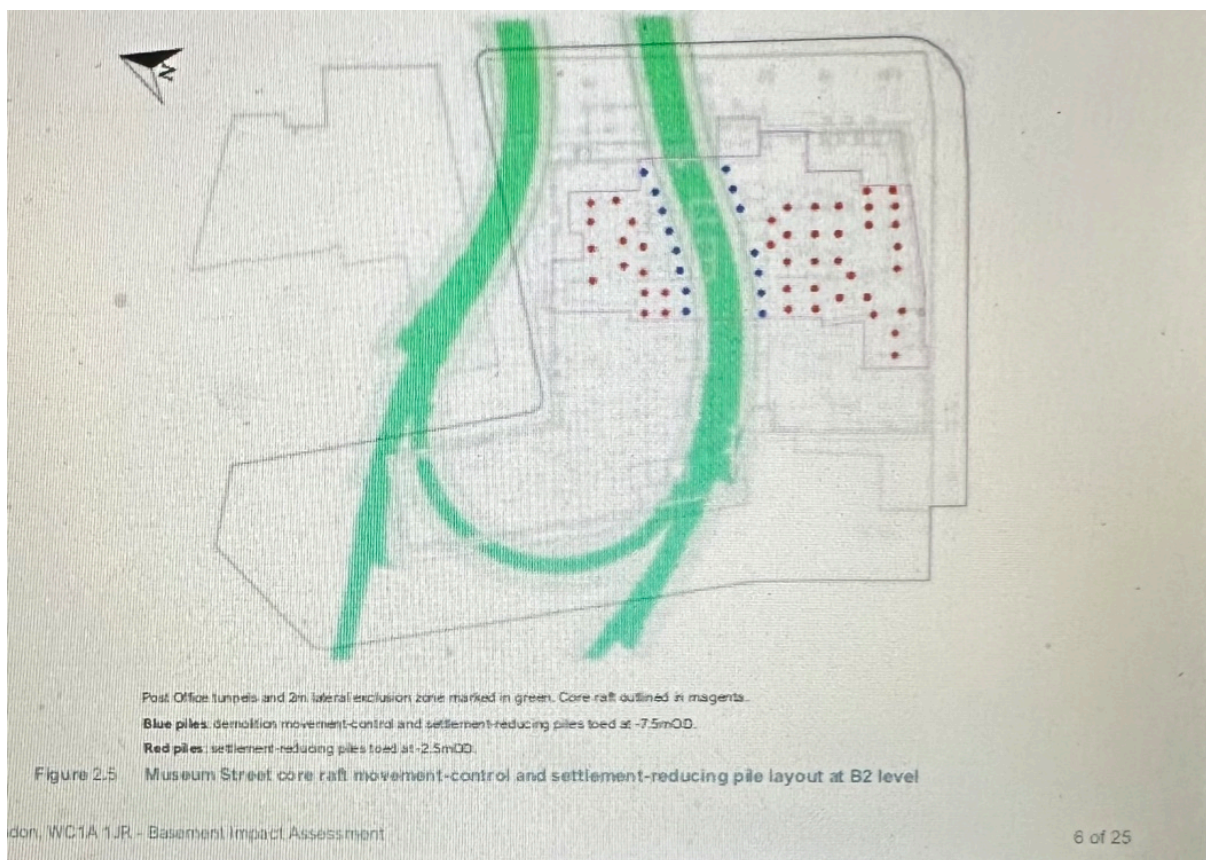 N
Post Office tunnels and 2m lateral exclusion zone marked in green. Core raft outlined in magenta.
Blue piles: demolition movement-control and settlement-reducing piles toed at -7.5mOD.
Red piles: settlement-reducing piles toed at -2.5mOD.
Figure 2.5 Museum Street core raft movement-control and settlement-reducing pile layout at B2 level
don, WC1A 1JR - Basement Impact Assessment
6 of 25